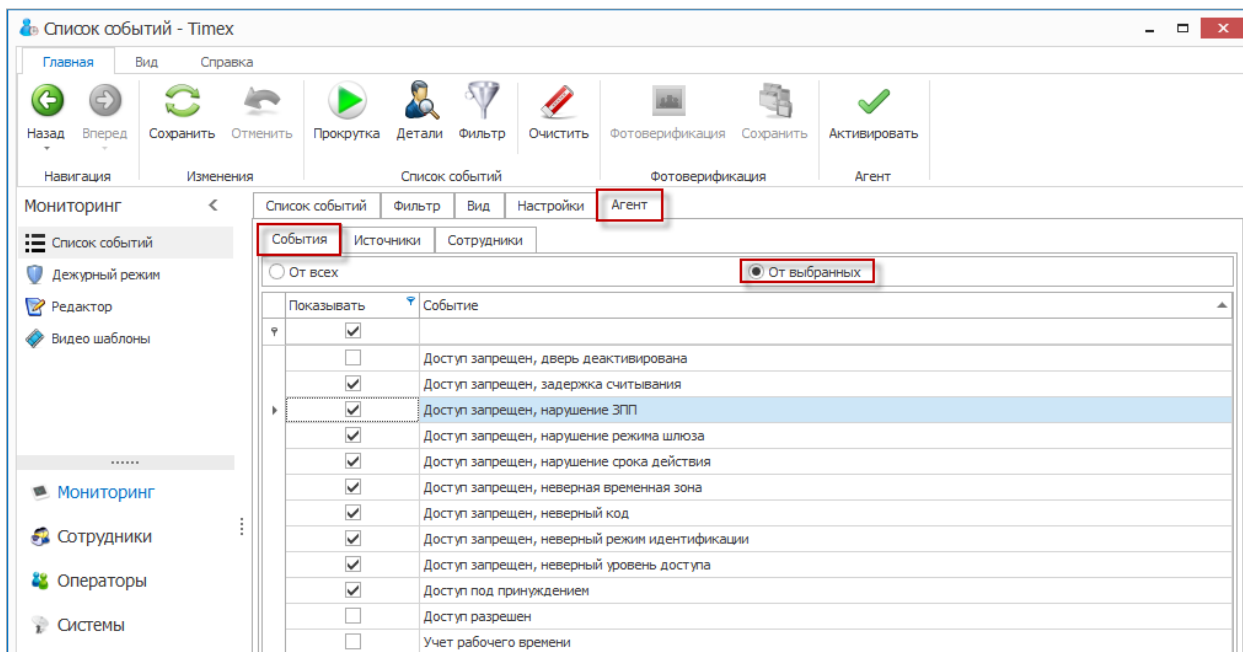 Список событий - Timex
Главная Вид Справка
Назад Вперед Сохранить Отменить Прокрутка Детали Фильтр Очистить Фотоверификация Сохранить Активировать
Навигация Изменения Список событий Фотоверификация Агент
Мониторинг
Список событий
Дежурный режим
Редактор
Видео шаблоны
Мониторинг
Сотрудники
Операторы
Системы
Список событий Фильтр Вид Настройки Агент
События Источники Сотрудники
От всех От выбранных
Показывать Событие
Доступ запрещен, дверь деактивирована
Доступ запрещен, задержка считывания
Доступ запрещен, нарушение ЗПП
Доступ запрещен, нарушение режима шлюза
Доступ запрещен, нарушение срока действия
Доступ запрещен, неверная временная зона
Доступ запрещен, неверный код
Доступ запрещен, неверный режим идентификации
Доступ запрещен, неверный уровень доступа
Доступ под принуждением
Доступ разрешен
Учет рабочего времени